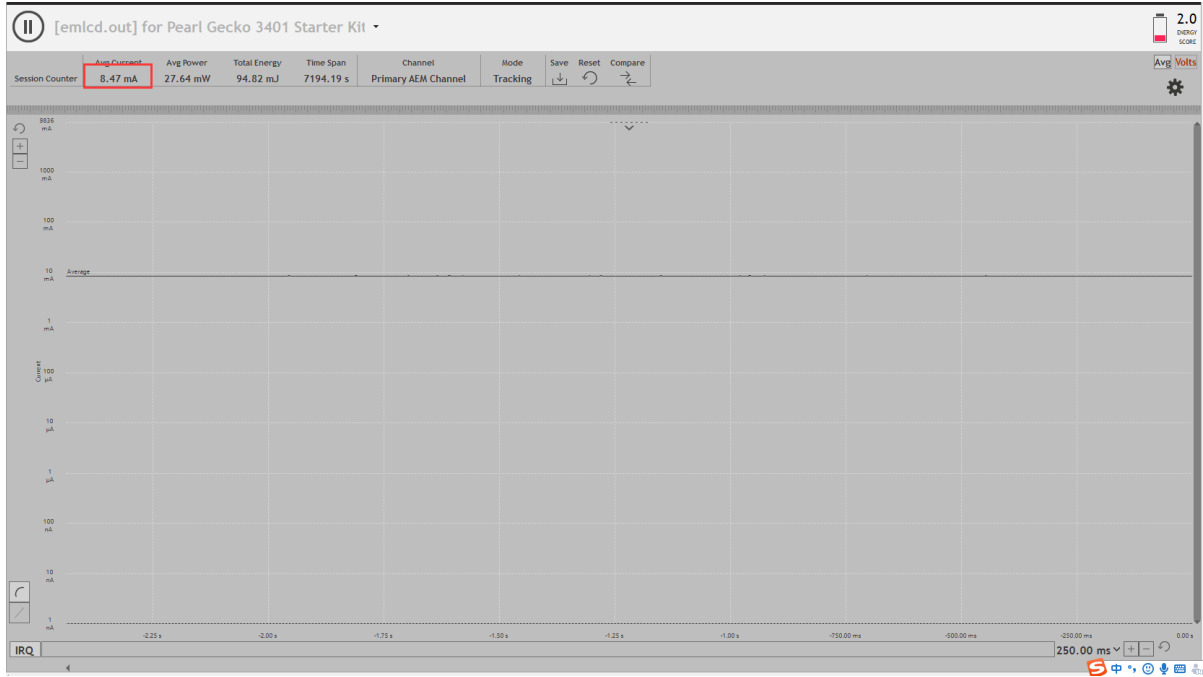 [emlcd.out] for Pearl Gecko 3401 Starter Kit
2.0
ENERGY
SCORE
Avg Current Avg Power Total Energy Time Span Channel Mode Save Reset Compare
Avg Volts
Session Counter 8.47 mA 27.64 mW 94.82 mJ 7194.19 s Primary AEM Channel Tracking
9836
mA
1000
mA
100
mA
10
mA
Average
1
mA
Current
100
µA
10
µA
1
µA
100
nA
10
nA
1
nA
-2.25 s -2.00 s -1.75 s -1.50 s -1.25 s -1.00 s -750.00 ms -500.00 ms -250.00 ms 0.00 s
IRQ
250.00 ms
S 中